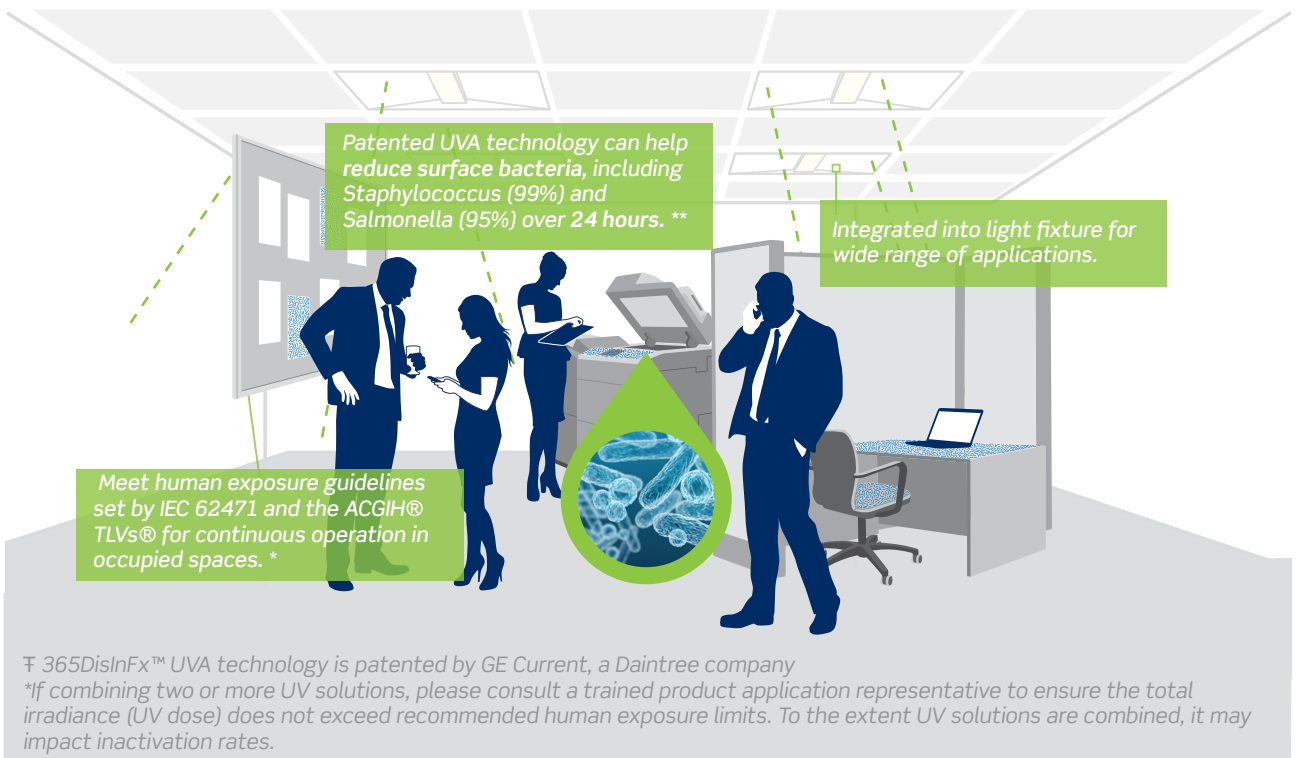 Patented UVA technology can help
reduce surface bacteria, including
Staphylococcus (99%) and
Salmonella (95%) over 24 hours. **
Integrated into light fixture for
wide range of applications.
Meet human exposure guidelines
set by IEC 62471 and the ACGIH®
TLVs® for continuous operation in
occupied spaces. *
Ŧ 365DisInFx™ UVA technology is patented by GE Current, a Daintree company
*If combining two or more UV solutions, please consult a trained product application representative to ensure the total
irradiance (UV dose) does not exceed recommended human exposure limits. To the extent UV solutions are combined, it may
impact inactivation rates.